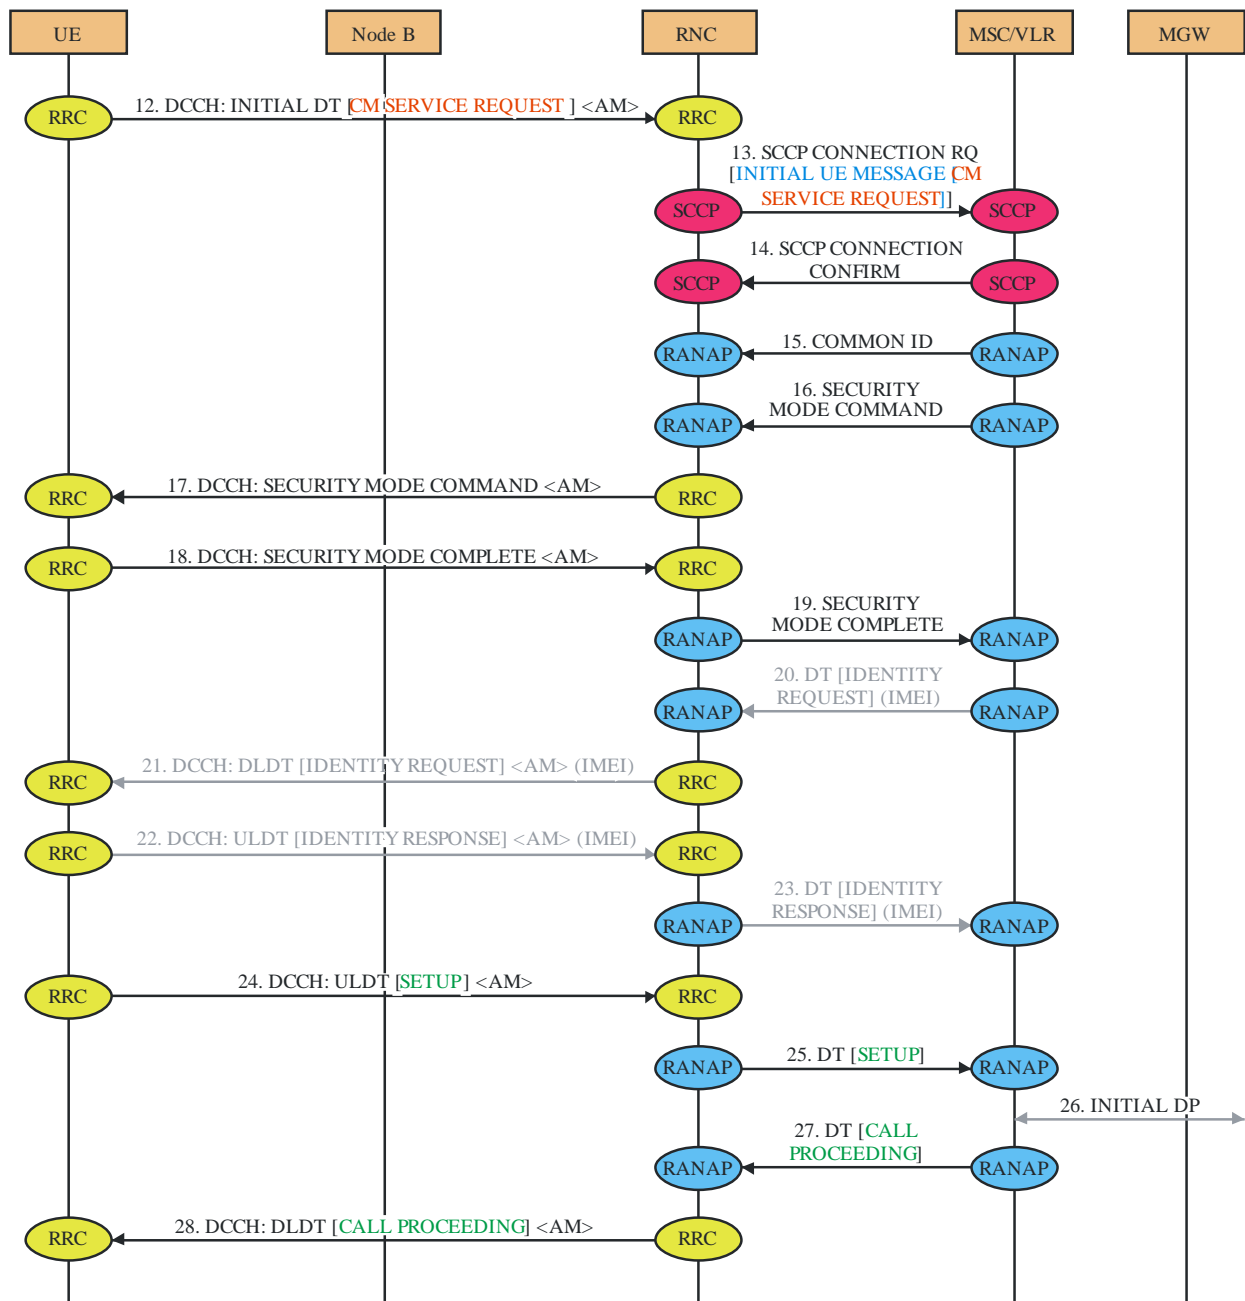 UE Node B RNC MSC/VLR MGW
12. DCCH: INITIAL DT [CM SERVICE REQUEST ] <AM>
RRC RRC
13. SCCP CONNECTION RQ
[INITIAL UE MESSAGE [CM
SERVICE REQUEST]]
SCCP SCCP
14. SCCP CONNECTION
CONFIRM
SCCP SCCP
15. COMMON ID
RANAP RANAP
16. SECURITY
MODE COMMAND
RANAP RANAP
17. DCCH: SECURITY MODE COMMAND <AM>
RRC RRC
18. DCCH: SECURITY MODE COMPLETE <AM>
RRC RRC
19. SECURITY
MODE COMPLETE
RANAP RANAP
20. DT [IDENTITY
REQUEST] (IMEI)
RANAP RANAP
21. DCCH: DLDT [IDENTITY REQUEST] <AM> (IMEI)
RRC RRC
22. DCCH: ULDT [IDENTITY RESPONSE] <AM> (IMEI)
RRC RRC
23. DT [IDENTITY
RESPONSE] (IMEI)
RANAP RANAP
24. DCCH: ULDT [SETUP] <AM>
RRC RRC
25. DT [SETUP]
RANAP RANAP
26. INITIAL DP
27. DT [CALL
PROCEEDING]
RANAP RANAP
28. DCCH: DLDT [CALL PROCEEDING] <AM>
RRC RRC